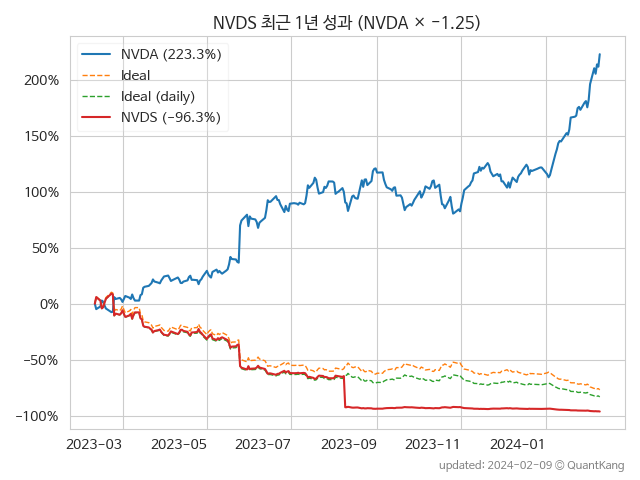 NVDS 최근 1년 성과 (NVDA × −1.25)
NVDA (223.3%)
Ideal
Ideal (daily)
NVDS (−96.3%)
200%
150%
100%
50%
0%
−50%
−100%
2023−03 2023−05 2023−07 2023−09 2023−11 2024−01
updated: 2024−02−09 © QuantKang